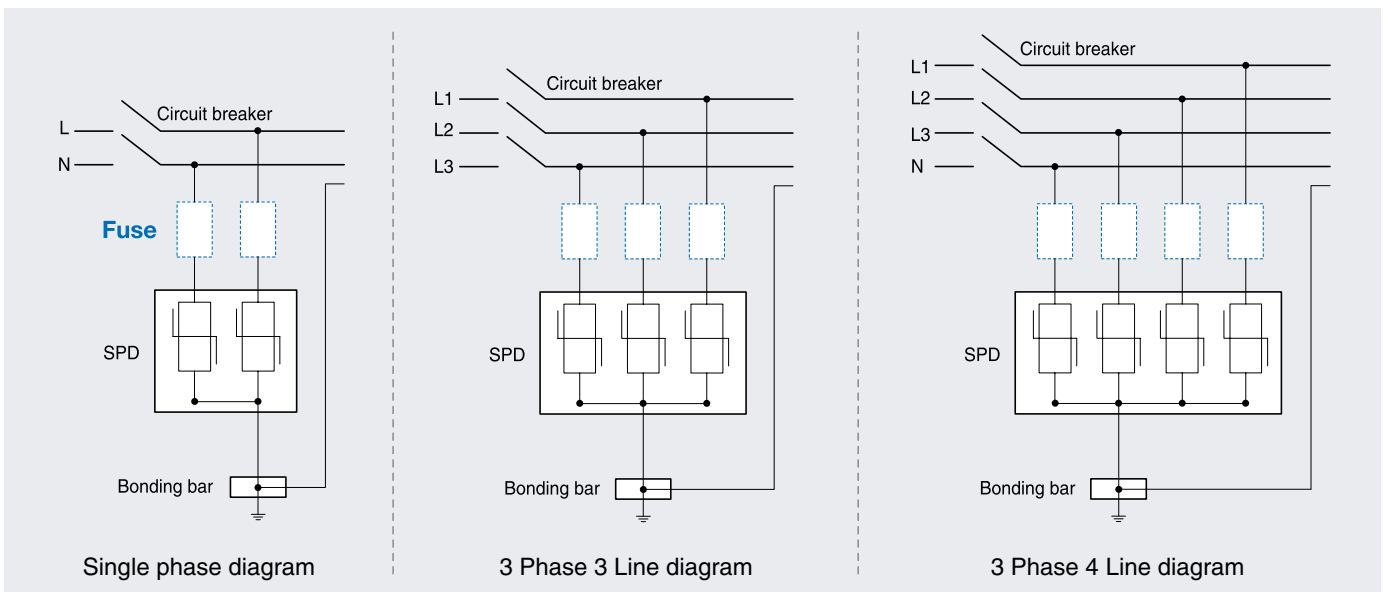 Circuit breaker
L
N
Fuse
SPD
Bonding bar
Single phase diagram
Circuit breaker
L1
L2
L3
SPD
Bonding bar
3 Phase 3 Line diagram
Circuit breaker
L1
L2
L3
N
SPD
Bonding bar
3 Phase 4 Line diagram